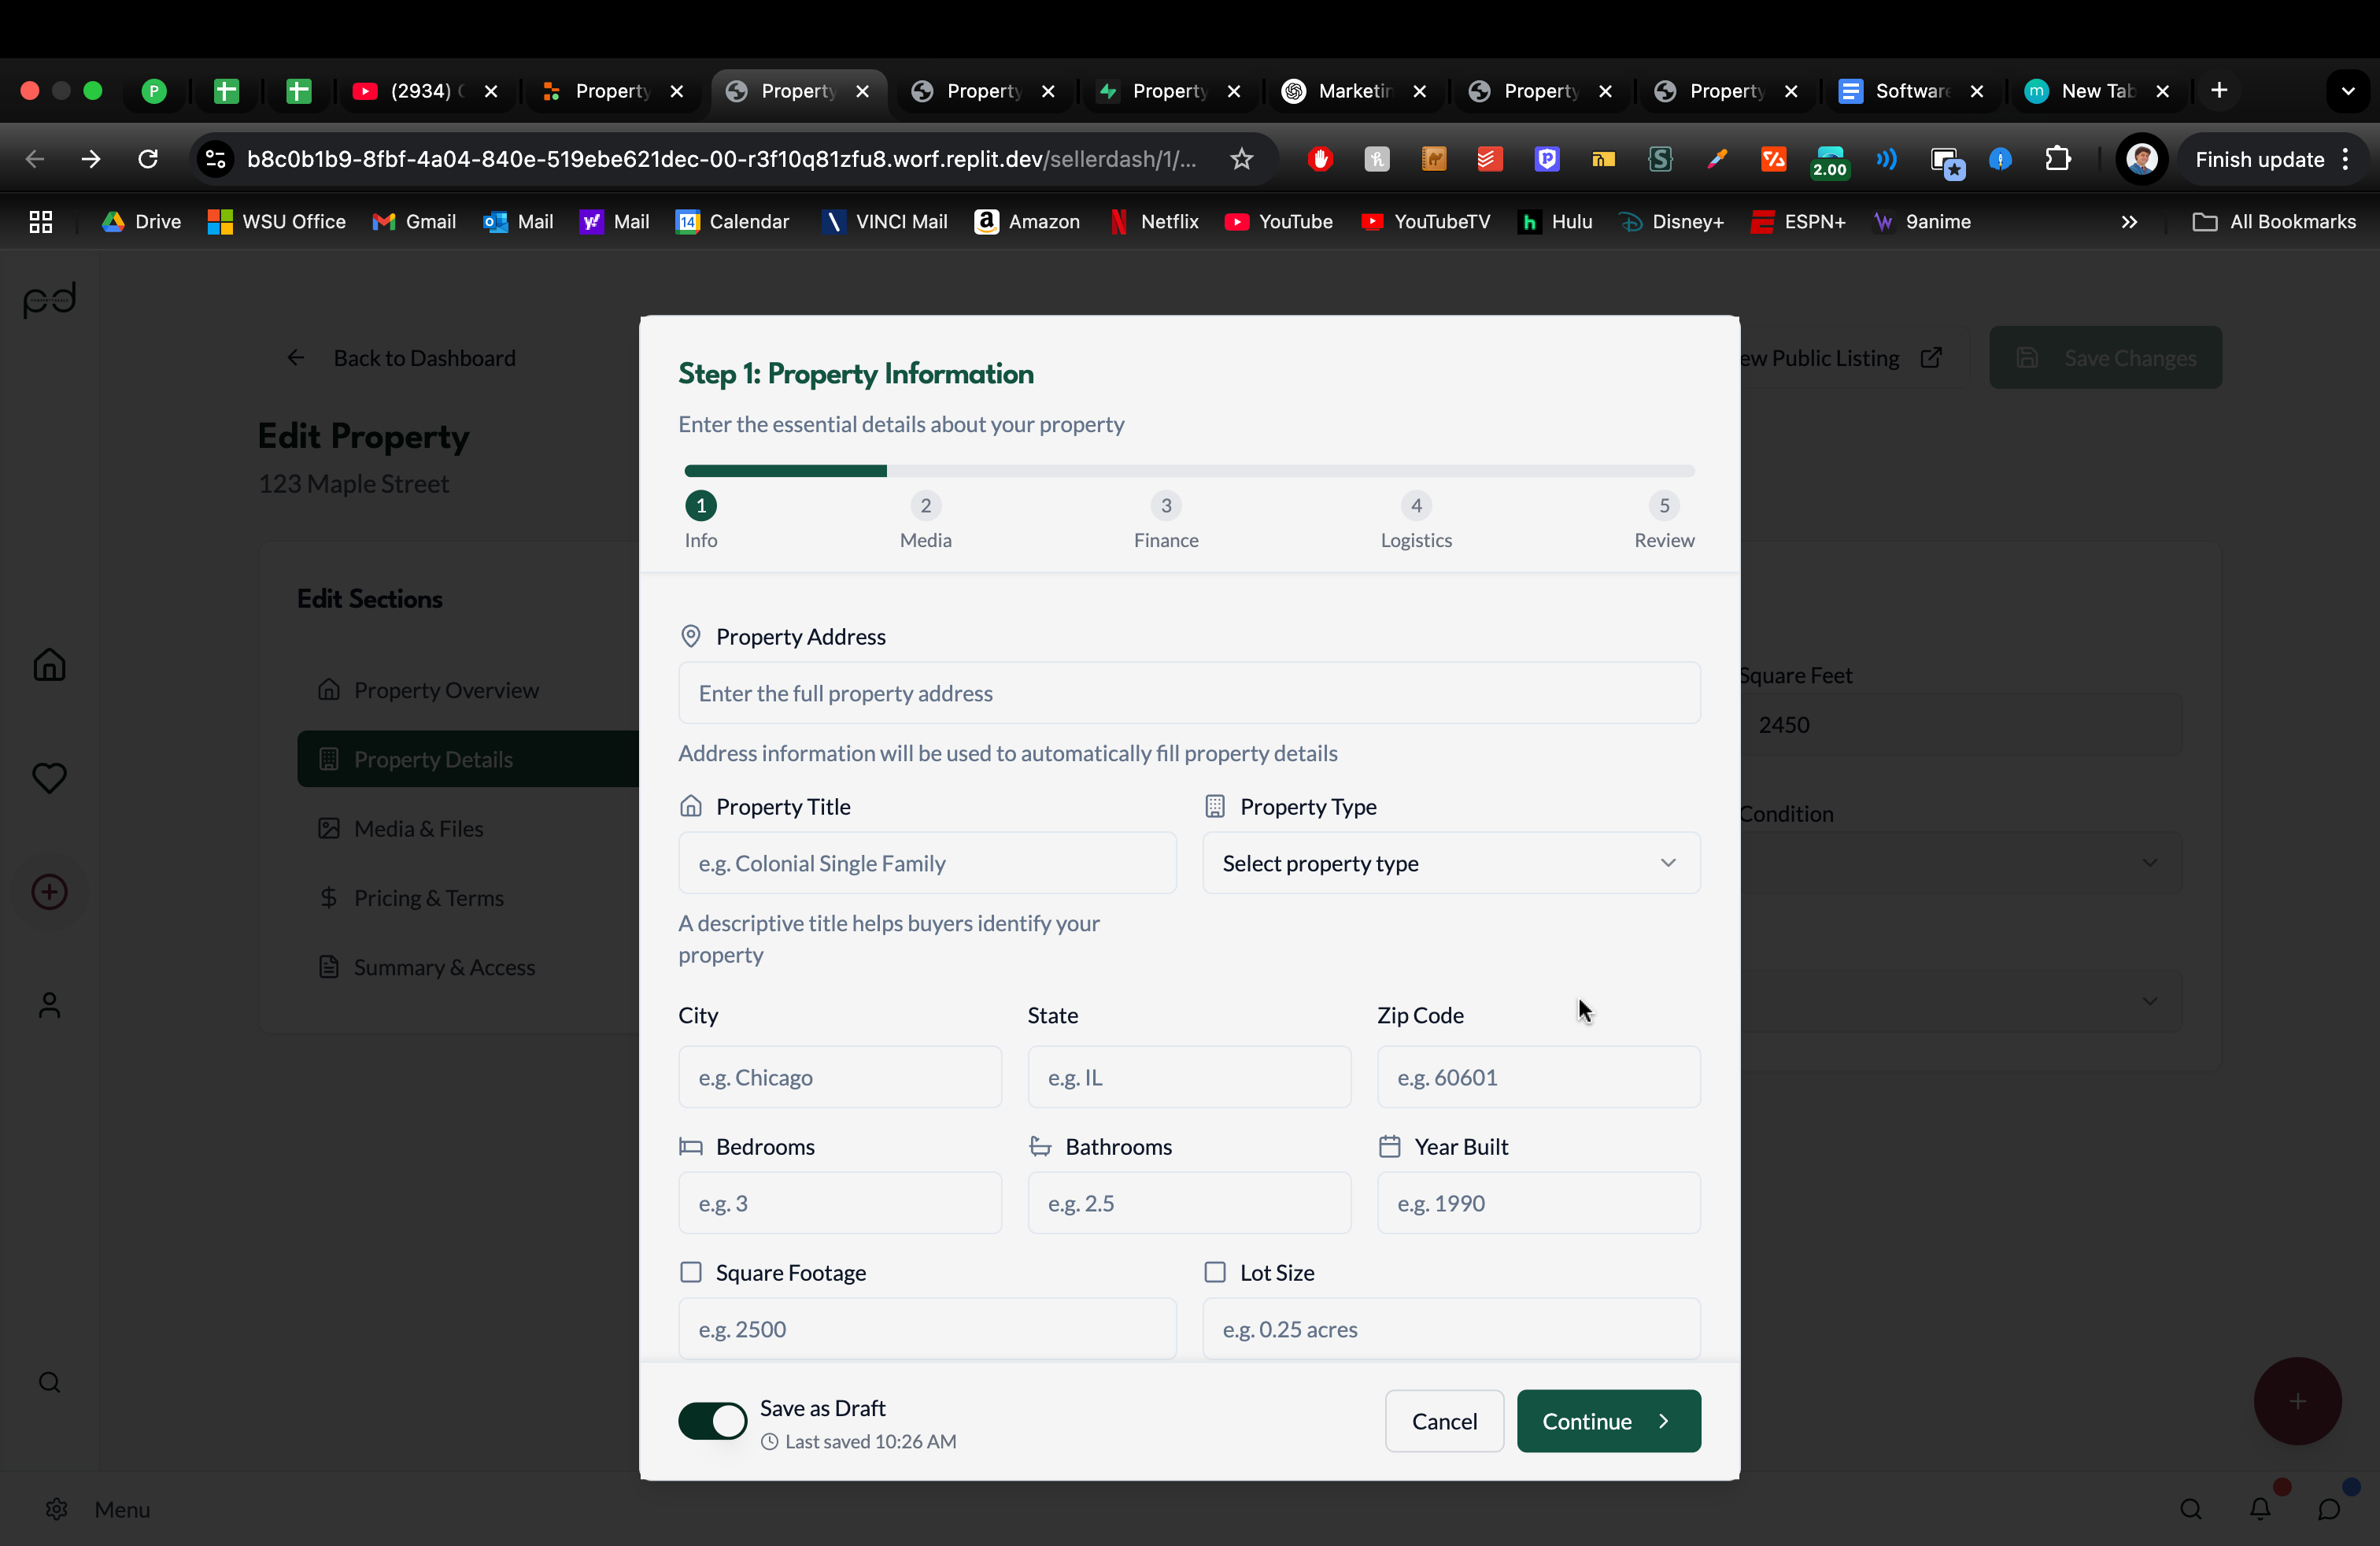 P
(2934)
Property
Property
Property
Property
Marketin
Property
Property
Software
m
New Tab
b8c0b1b9-8fbf-4a04-840e-519ebe621dec-00-r3f10q81zfu8.worf.replit.dev/sellerdash/1/...
2.00
Finish update
Drive
WSU Office
Gmail
Mail
Mail
14
Calendar
VINCI Mail
Amazon
Netflix
YouTube
YouTubeTV
Hulu
Disney+
ESPN+
9anime
All Bookmarks
pd
Back to Dashboard
ew Public Listing
Save Changes
Edit Property
123 Maple Street
Edit Sections
Property Overview
Property Details
Media & Files
Pricing & Terms
Summary & Access
Step 1: Property Information
Enter the essential details about your property
1
2
3
4
5
Info
Media
Finance
Logistics
Review
Property Address
Enter the full property address
Address information will be used to automatically fill property details
Property Title
Property Type
e.g. Colonial Single Family
Select property type
A descriptive title helps buyers identify your
property
City
State
Zip Code
e.g. Chicago
e.g. IL
e.g. 60601
Bedrooms
Bathrooms
Year Built
e.g. 3
e.g. 2.5
e.g. 1990
Square Footage
Lot Size
e.g. 2500
e.g. 0.25 acres
Save as Draft
Last saved 10:26 AM
Cancel
Continue
Square Feet
2450
Condition
Menu